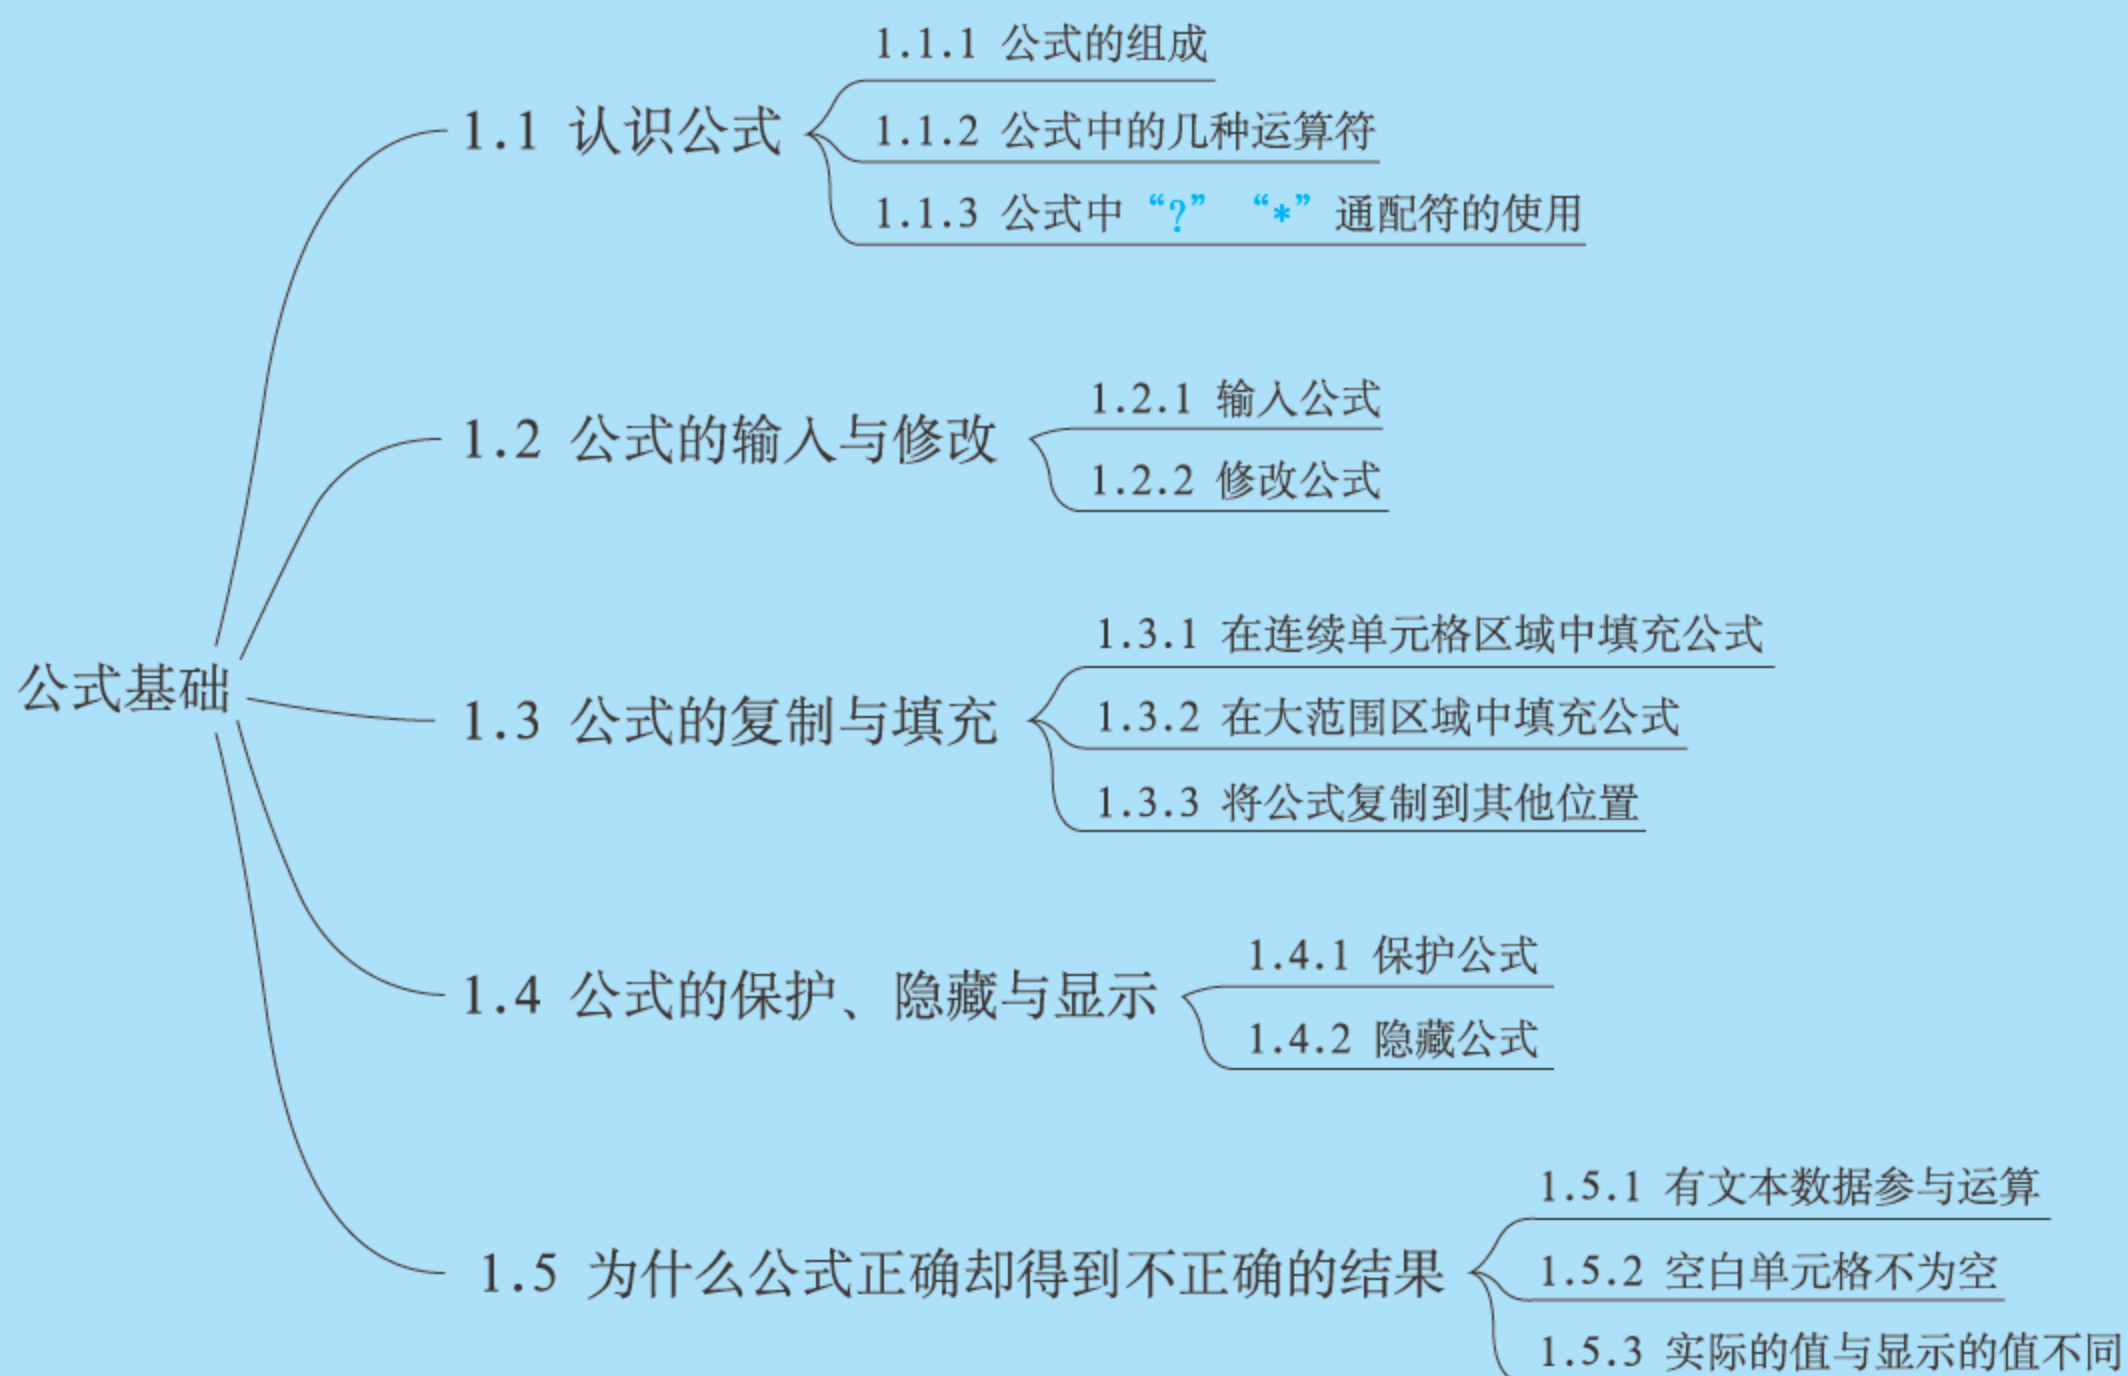 公式基础
1.1 认识公式
1.1.1 公式的组成
1.1.2 公式中的几种运算符
1.1.3 公式中“?”“*”通配符的使用
1.2 公式的输入与修改
1.2.1 输入公式
1.2.2 修改公式
1.3 公式的复制与填充
1.3.1 在连续单元格区域中填充公式
1.3.2 在大范围区域中填充公式
1.3.3 将公式复制到其他位置
1.4 公式的保护、隐藏与显示
1.4.1 保护公式
1.4.2 隐藏公式
1.5 为什么公式正确却得到不正确的结果
1.5.1 有文本数据参与运算
1.5.2 空白单元格不为空
1.5.3 实际的值与显示的值不同